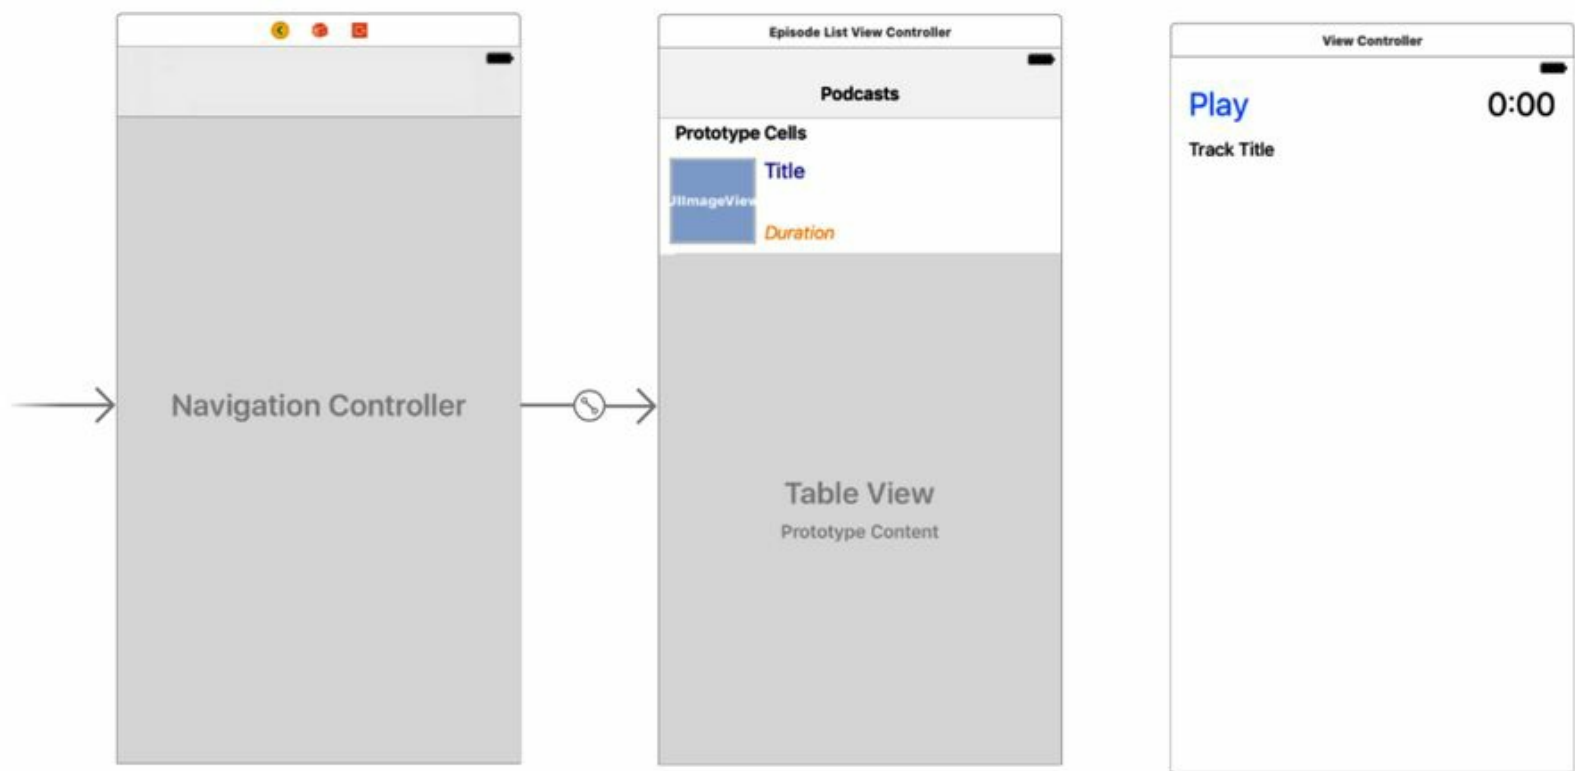 Navigation Controller
Episode List View Controller
Podcasts
Prototype Cells
UIImageView
Title
Duration
Table View
Prototype Content
View Controller
Play
0:00
Track Title